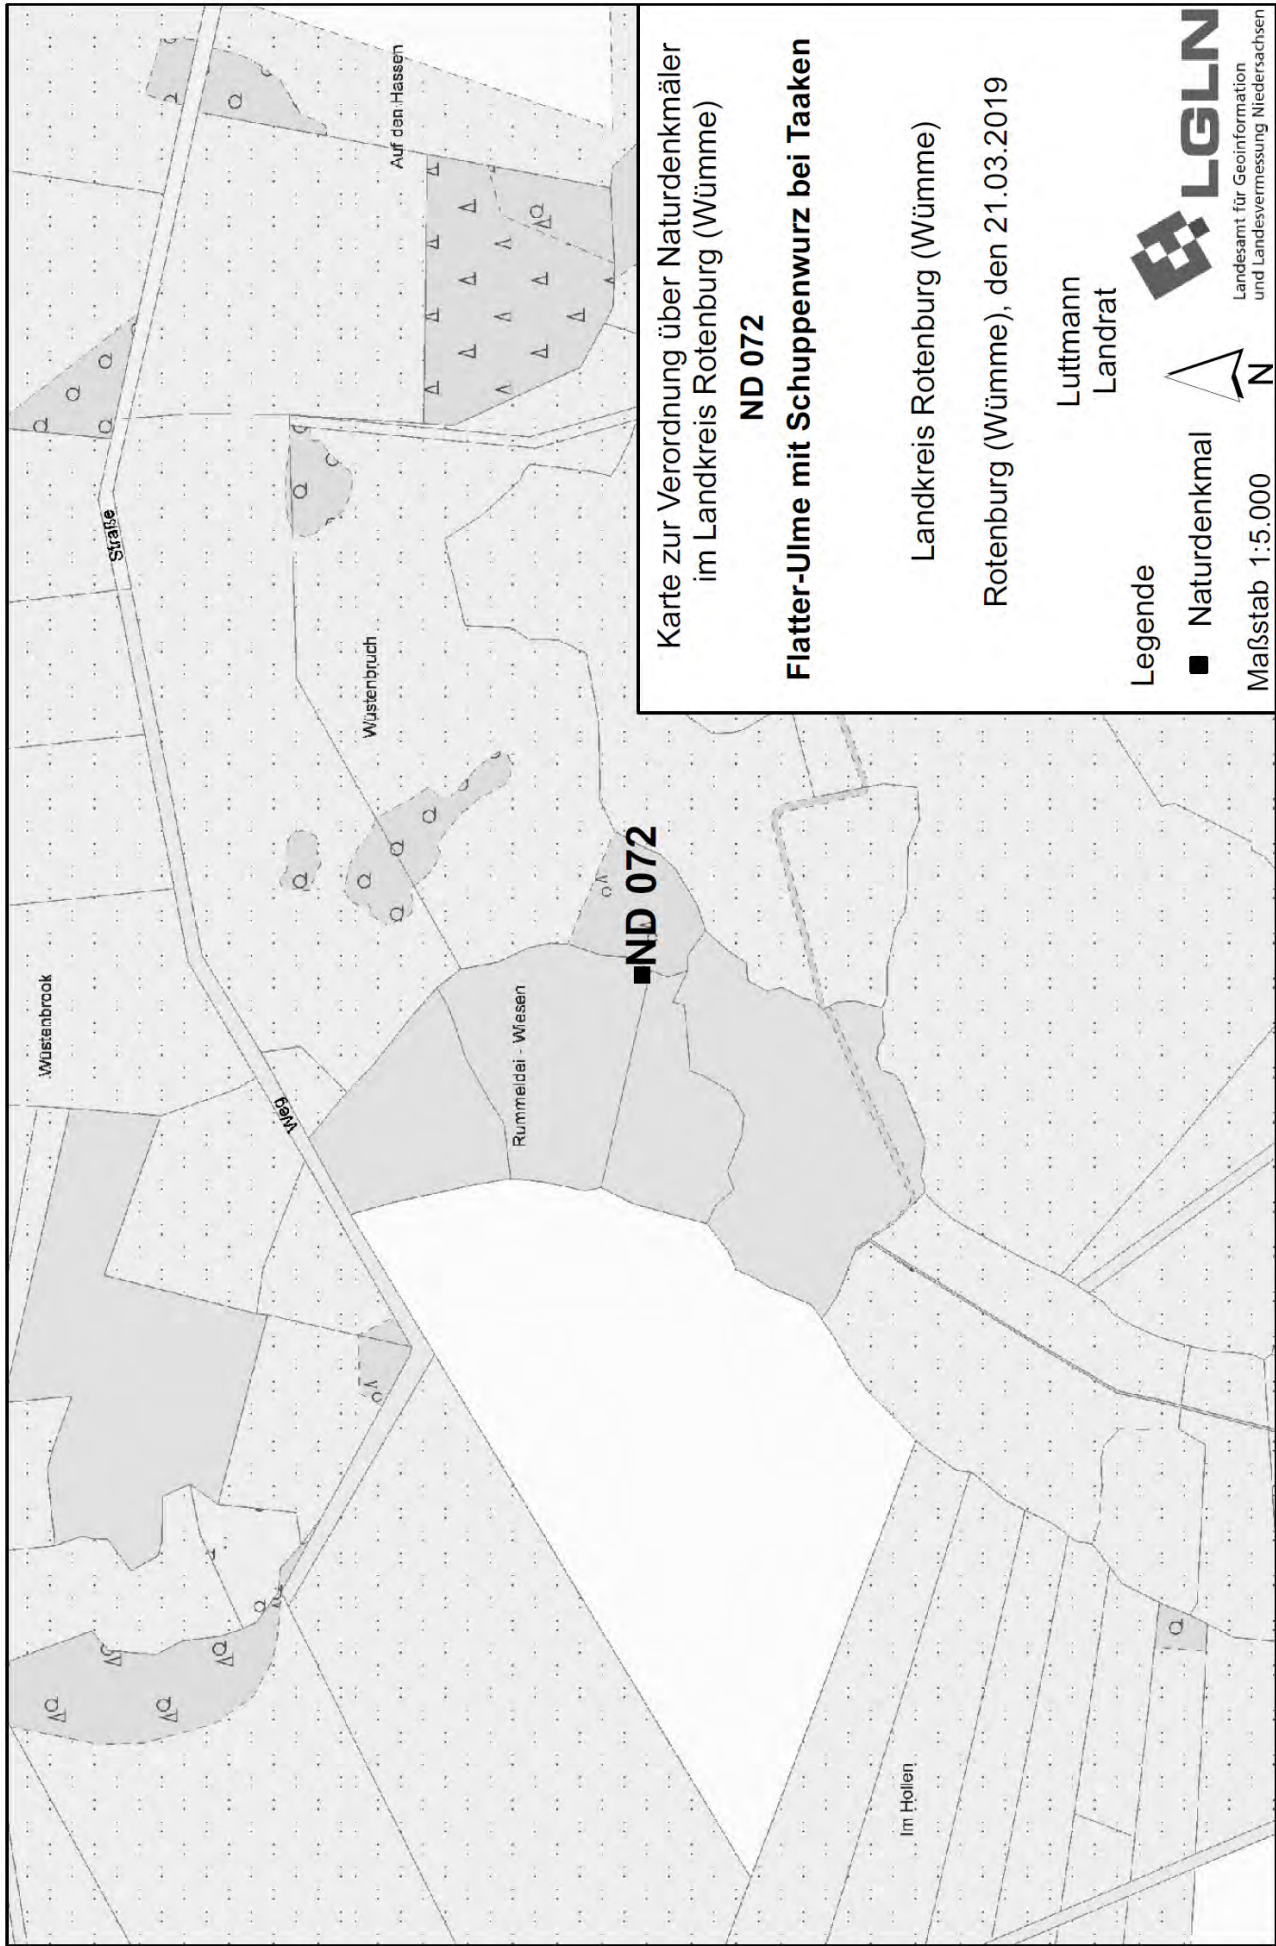 Wüstenbrook
Weg
Straße
Auf den Hassen
Wüstenbruch
Rummeldei - Wiesen
ND 072
Im Hollen
Karte zur Verordnung über Naturdenkmäler
im Landkreis Rotenburg (Wümme)
ND 072
Flatter-Ulme mit Schuppenwurz bei Taaken
Landkreis Rotenburg (Wümme)
Rotenburg (Wümme), den 21.03.2019
Luttmann
Landrat
Legende
Naturdenkmal
Maßstab 1:5.000
N
LGLN
Landesamt für Geoinformation
und Landesvermessung Niedersachsen